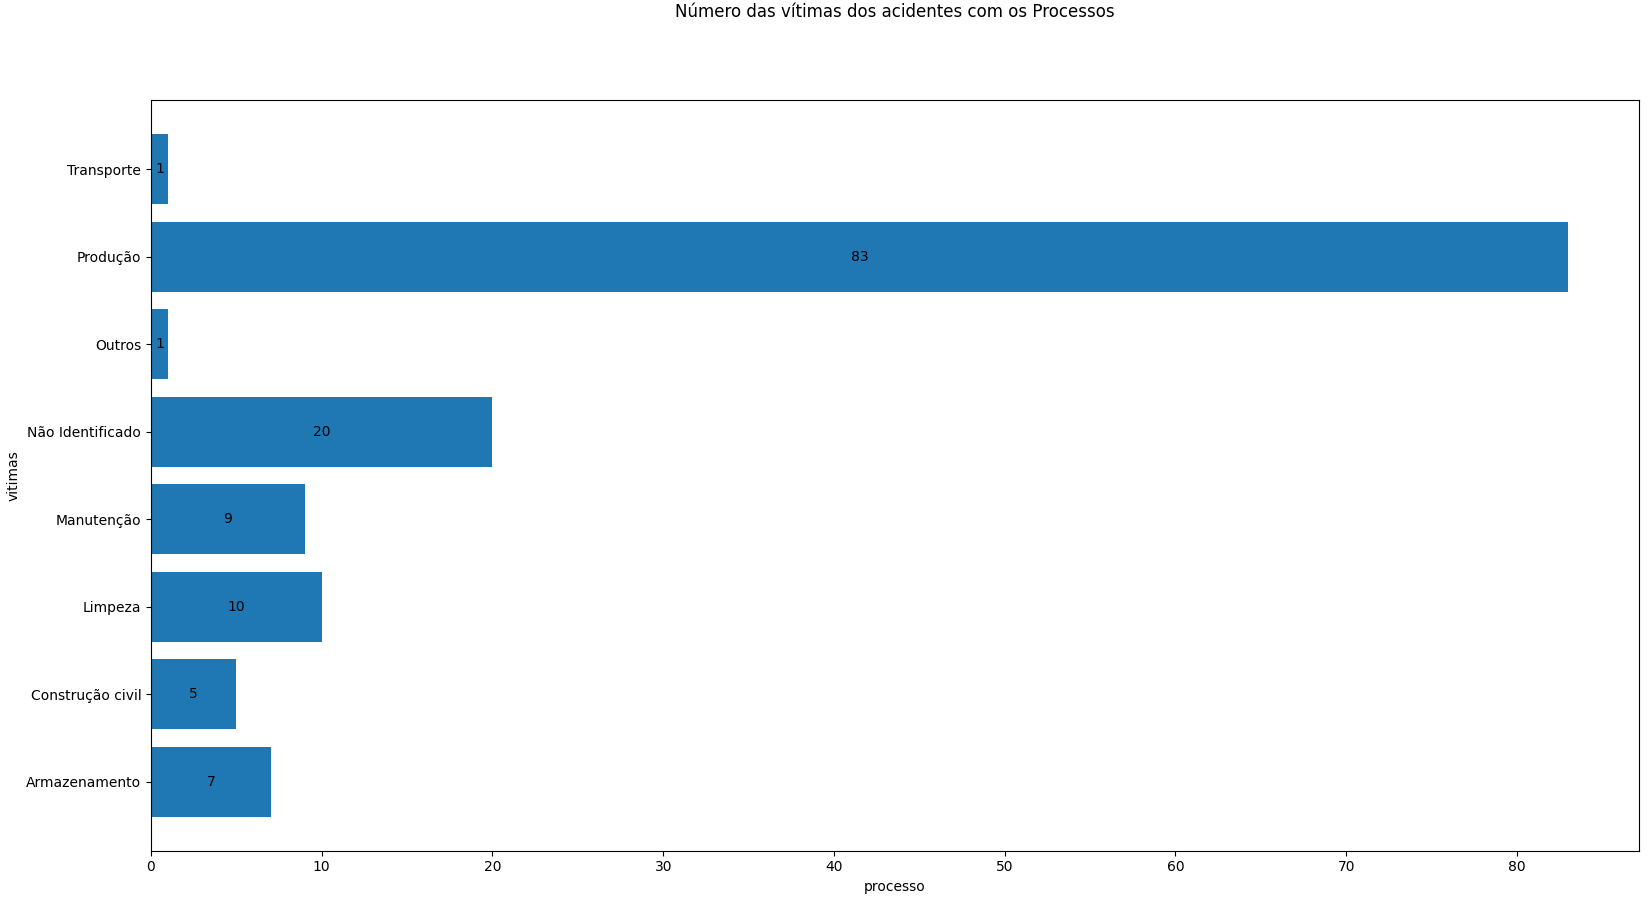 Número das vítimas dos acidentes com os Processos
Transporte
1
Produção
83
Outros
1
Não Identificado
20
vitimas
Manutenção
9
Limpeza
10
Construção civil
5
Armazenamento
7
0 10 20 30 40 50 60 70 80
processo